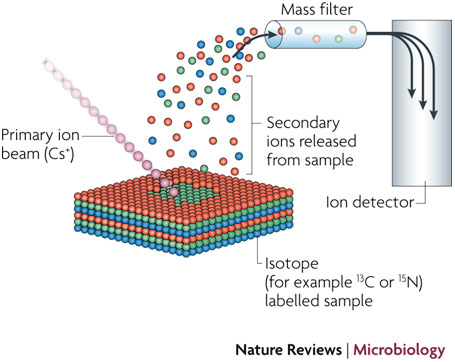 Mass filter
Primary ion
beam (Cs⁺)
Secondary
ions released
from sample
Ion detector
Isotope
(for example ¹³C or ¹⁵N)
labelled sample
Nature Reviews | Microbiology